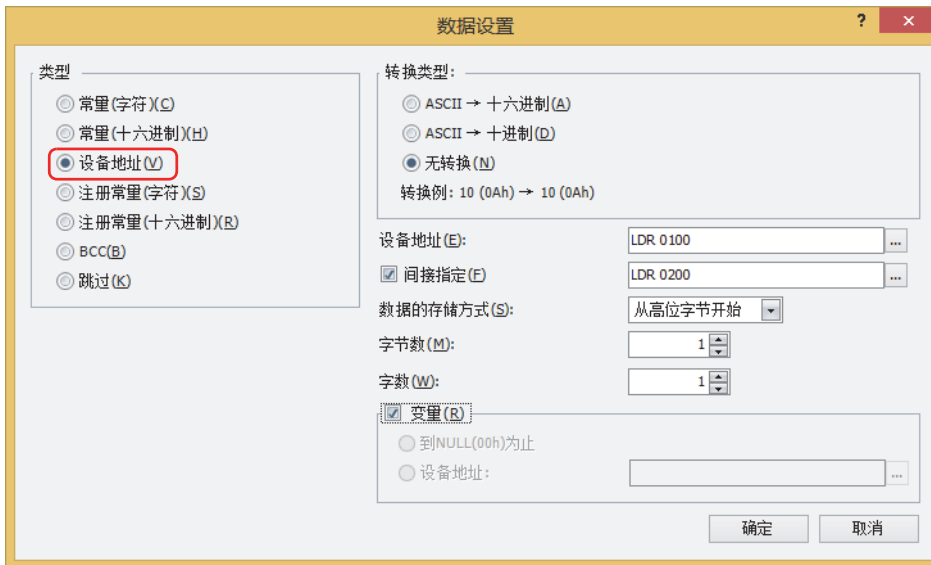 数据设置
?
类型
常量(字符)(C)
常量(十六进制)(H)
设备地址(V)
注册常量(字符)(S)
注册常量(十六进制)(R)
BCC(B)
跳过(K)
转换类型:
ASCII → 十六进制(A)
ASCII → 十进制(D)
无转换(N)
转换例: 10 (0Ah) → 10 (0Ah)
设备地址(E): LDR 0100 ...
间接指定(F) LDR 0200 ...
数据的存储方式(S): 从高位字节开始
字节数(M): 1
字数(W): 1
变量(R)
到NULL(00h)为止
设备地址: ...
确定 取消